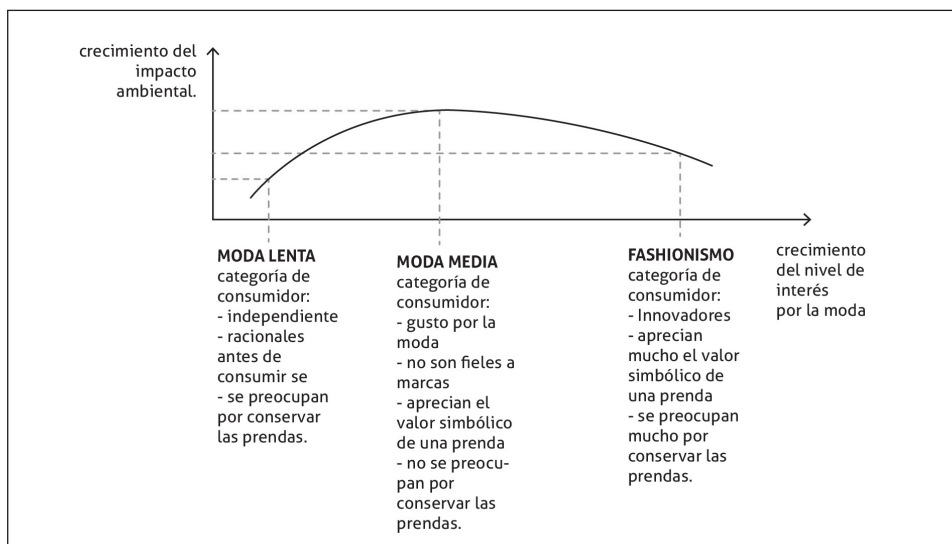 crecimiento del
impacto
ambiental.
MODA LENTA
categoría de
consumidor:
- independiente
- racionales
antes de
consumir se
- se preocupan
por conservar
las prendas.
MODA MEDIA
categoría de
consumidor:
- gusto por la
moda
- no son fieles a
marcas
- aprecian el
valor simbólico
de una prenda
- no se preocu-
pan por
conservar las
prendas.
FASHIONISMO
categoría de
consumidor:
- Innovadores
- aprecian
mucho el valor
simbólico de
una prenda
- se preocupan
mucho por
conservar las
prendas.
crecimiento
del nivel de
interés
por la moda